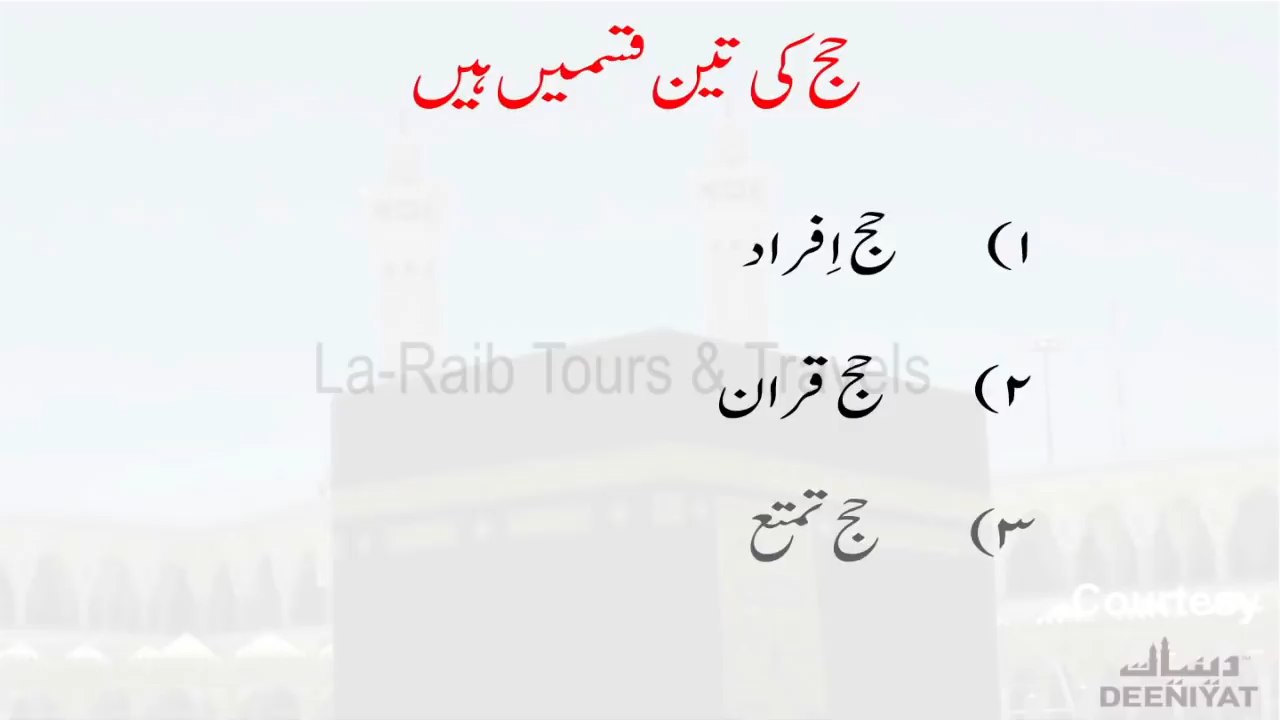 حج کی تین قسمیں ہیں
۱) حج اِفراد
۲) حج قران
La-Raib Tours & Travels
۳) حج تمتع
Courtesy
دینیات
DEENIYAT